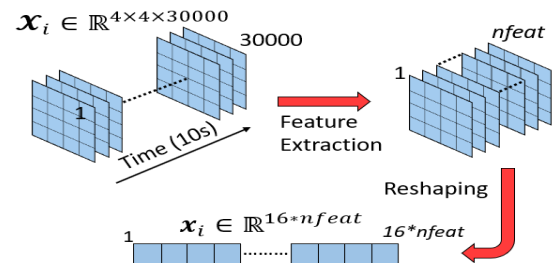 𝒙ᵢ ∈ ℝ^{4×4×30000}
30000
1
Time (10s)
Feature
Extraction
nfeat
1
Reshaping
𝒙ᵢ ∈ ℝ^{16*nfeat}
1
16*nfeat